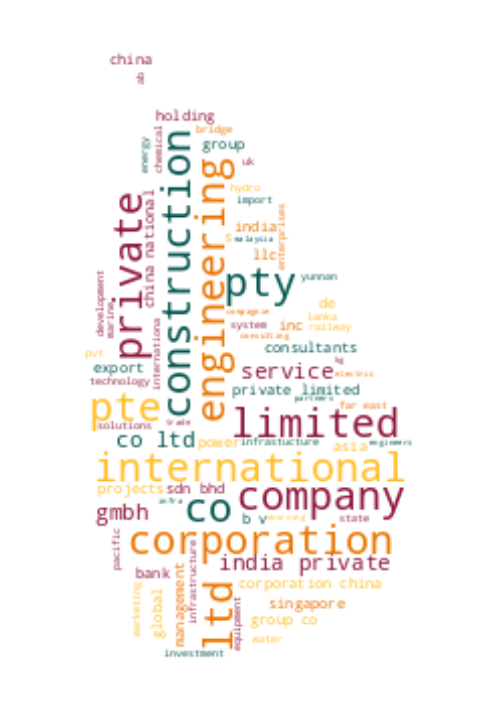 china
ab
holding
bridge
energy
chemical
group
uk
construction
engineering
private
china national
hydro
import
india
s
malaysia
enterprises
llc
pty
yunnan
development
marine
compagnie
de
lanka
railway
system
inc
consulting
international
pvt
consultants
export
technology
service
electric
private limited
partners
pte
far east
solutions
trade
limited
co ltd
power
infrastucture
asia
engineers
international
projects
sdn bhd
infra
co
company
gmbh
b v
sourcing
state
pacific
corporation
infrastructure
india private
bank
management
ltd
corporation china
marketing
global
equipment
singapore
group co
water
investment